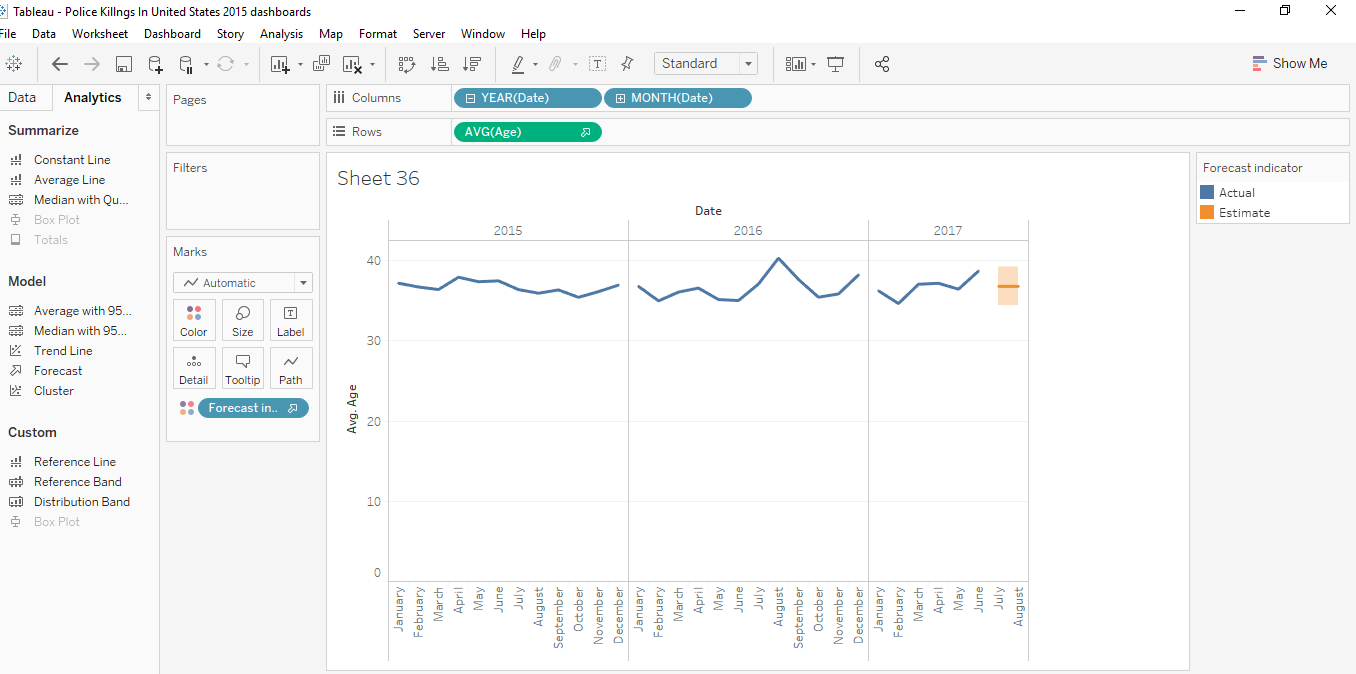 Tableau - Police Killngs In United States 2015 dashboards
File Data Worksheet Dashboard Story Analysis Map Format Server Window Help
Standard
Show Me
Data Analytics
Summarize
Constant Line
Average Line
Median with Qu...
Box Plot
Totals
Model
Average with 95...
Median with 95...
Trend Line
Forecast
Cluster
Custom
Reference Line
Reference Band
Distribution Band
Box Plot
Pages
Filters
Marks
Automatic
Color Size Label
Detail Tooltip Path
Forecast in..
Columns YEAR(Date) MONTH(Date)
Rows AVG(Age)
Sheet 36
Date
2015 2016 2017
Avg. Age
40
30
20
10
0
January February March April May June July August September October November December January February March April May June July August September October November December January February March April May June July August
Forecast indicator
Actual
Estimate